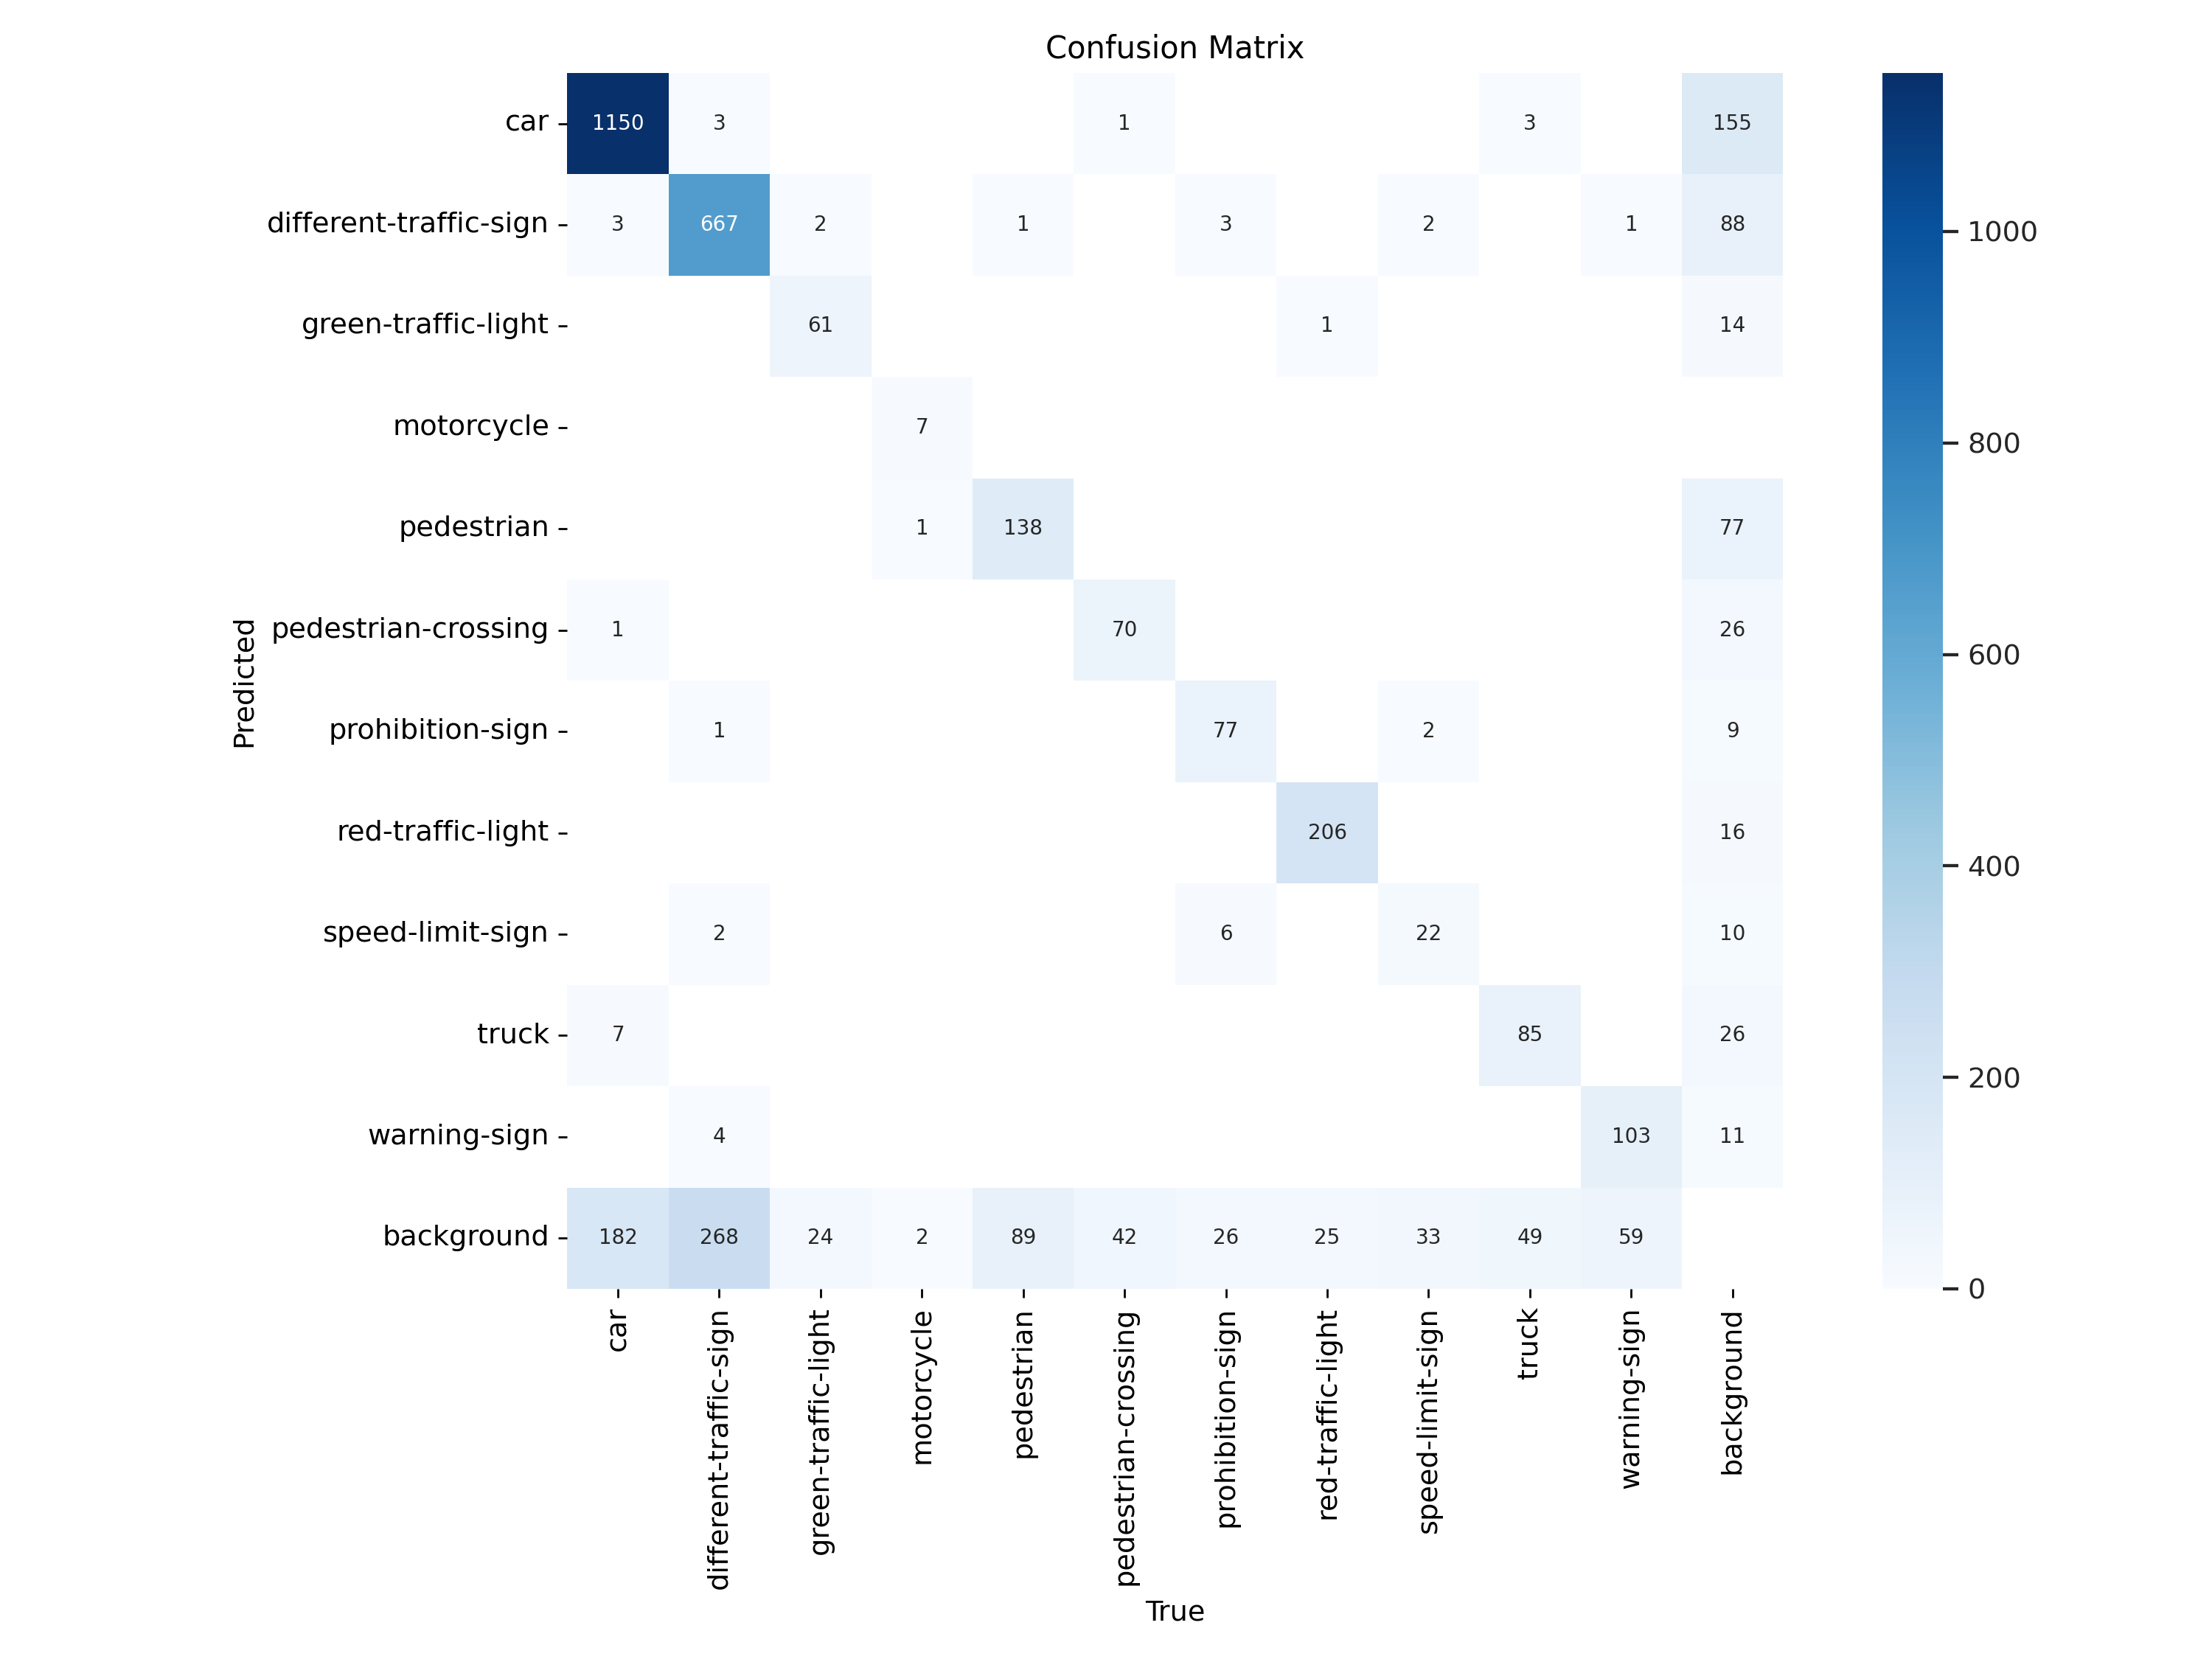 Confusion Matrix
car 1150 3 1 3 155
different-traffic-sign 3 667 2 1 3 2 1 88
green-traffic-light 61 1 14
motorcycle 7
pedestrian 1 138 77
pedestrian-crossing 1 70 26
prohibition-sign 1 77 2 9
red-traffic-light 206 16
speed-limit-sign 2 6 22 10
truck 7 85 26
warning-sign 4 103 11
background 182 268 24 2 89 42 26 25 33 49 59
Predicted
car
different-traffic-sign
green-traffic-light
motorcycle
pedestrian
pedestrian-crossing
prohibition-sign
red-traffic-light
speed-limit-sign
truck
warning-sign
background
True
1000
800
600
400
200
0